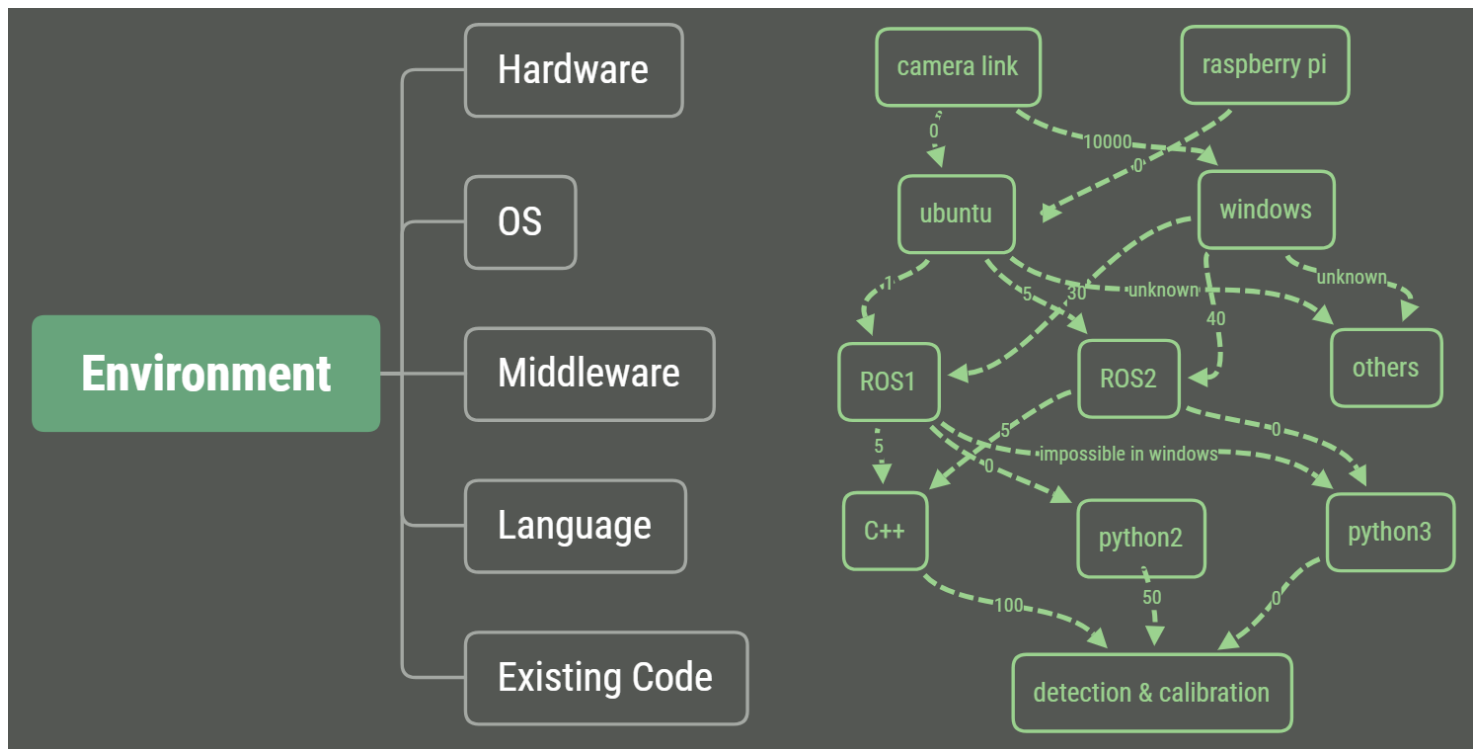 Environment
Hardware
OS
Middleware
Language
Existing Code
camera link
raspberry pi
0
10000
0
ubuntu
windows
1
5
30
unknown
40
unknown
ROS1
ROS2
others
5
5
0
impossible in windows
0
C++
python2
python3
100
50
0
detection & calibration